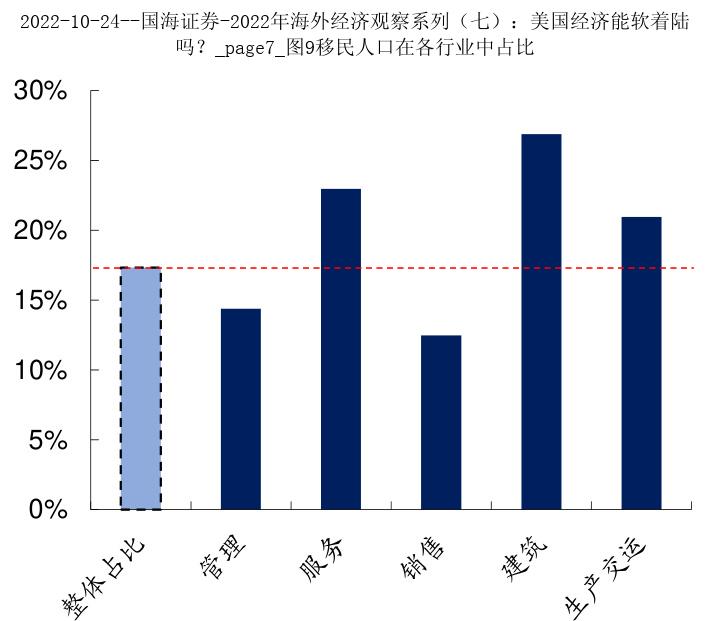 2022-10-24--国海证券-2022年海外经济观察系列（七）：美国经济能软着陆
吗？_page7_图9移民人口在各行业中占比
30%
25%
20%
15%
10%
5%
0%
整体占比
管理
服务
销售
建筑
生产交运